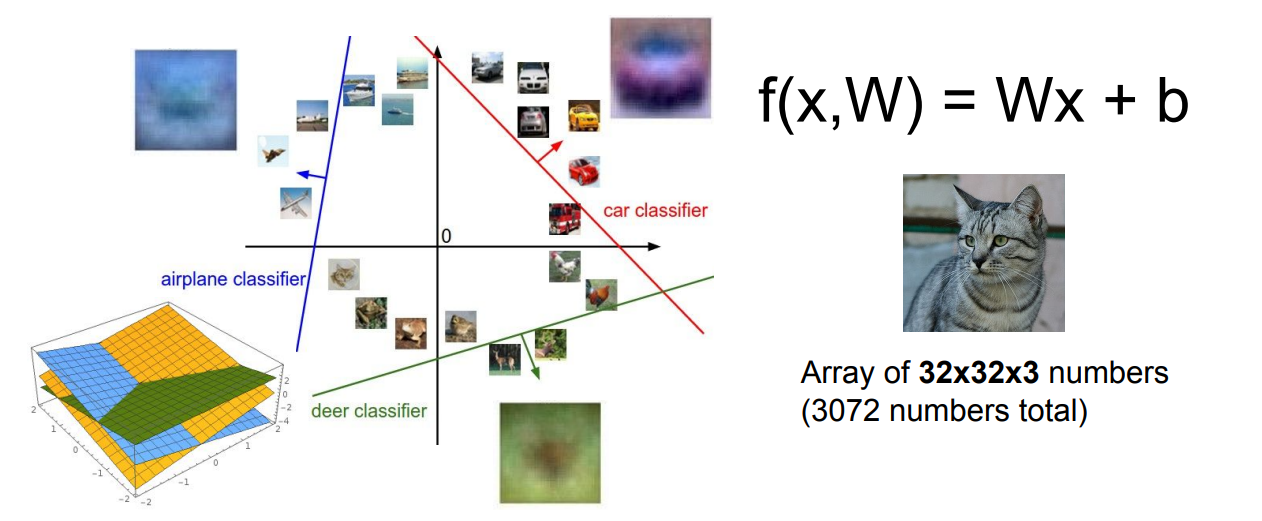 f(x,W) = Wx + b
0
car classifier
airplane classifier
deer classifier
2
0
−2
−4
2
1
0
−1
−2
−2
−1
0
1
2
Array of 32x32x3 numbers
(3072 numbers total)